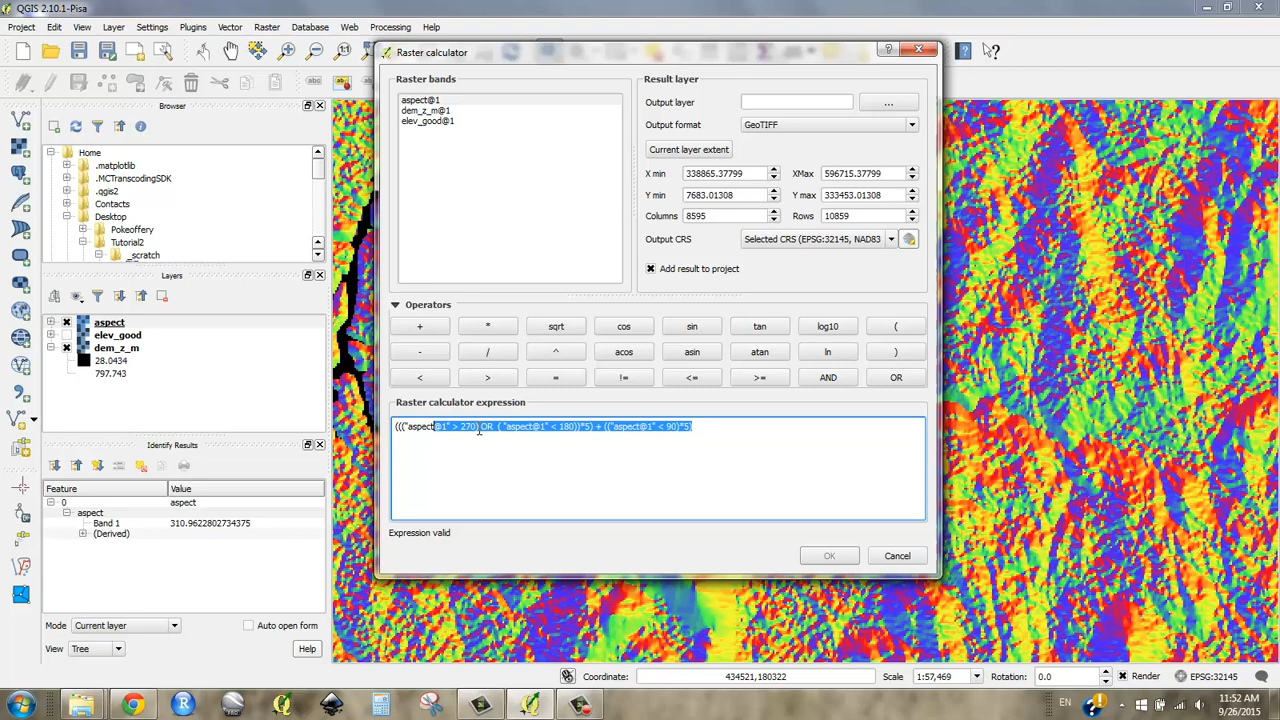 QGIS 2.10.1-Pisa
Project Edit View Layer Settings Plugins Vector Raster Database Web Processing Help
Raster calculator
Raster bands
aspect@1
dem_z_m@1
elev_good@1
Result layer
Output layer ...
Output format GeoTIFF
Current layer extent
X min 338865.37799 XMax 596715.37799
Y min 7683.01308 Y max 333453.01308
Columns 8595 Rows 10859
Output CRS Selected CRS (EPSG:32145, NAD83
Add result to project
Operators
+ * sqrt cos sin tan log10 (
- / ^ acos asin atan ln )
< > = != <= >= AND OR
Raster calculator expression
((("aspect@1" > 270) OR ( "aspect@1" < 180))*5) + (("aspect@1" < 90)*5)
Expression valid
OK Cancel
Browser
Home
.matplotlib
.MCTranscodingSDK
.qgis2
Contacts
Desktop
Pokeoffery
Tutorial2
_scratch
Layers
aspect
elev_good
dem_z_m
28.0434
797.743
Identify Results
Feature Value
0 aspect
aspect
Band 1 310.9622802734375
(Derived)
Mode Current layer Auto open form
View Tree Help
Coordinate: 434521,180322 Scale 1:57,469 Rotation: 0.0 Render EPSG:32145
EN 11:52 AM
9/26/2015